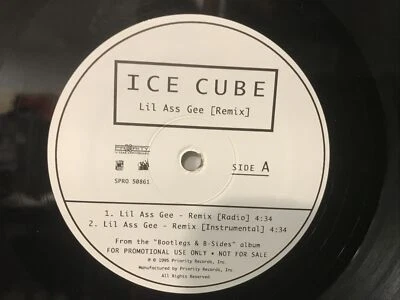 ICE CUBE
Lil Ass Gee [Remix]
PRIORITY
SPRO 50861
SIDE A
1. Lil Ass Gee - Remix [Radio] 4:34
2. Lil Ass Gee - Remix [Instrumental] 4:34
From the "Bootlegs & B-Sides" album
FOR PROMOTIONAL USE ONLY • NOT FOR SALE
℗ © 1995 Priority Records, Inc.
Manufactured by Priority Records, Inc.
All Rights Reserved.